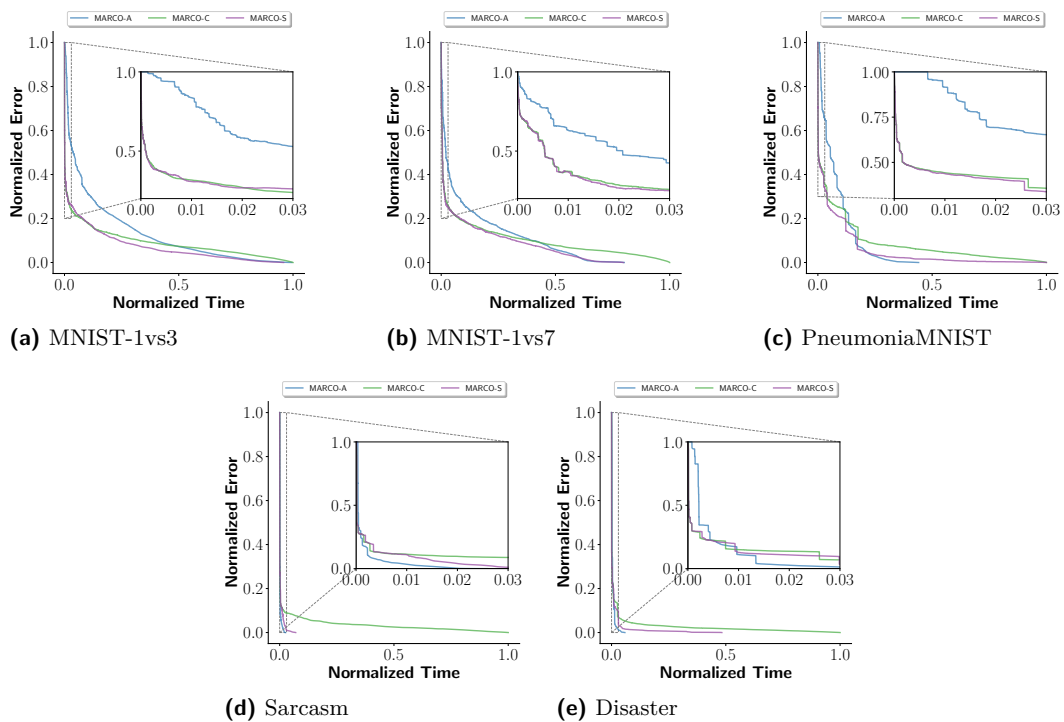 MARCO-A MARCO-C MARCO-S
1.0
0.8
0.6
0.4
0.2
0.0
Normalized Error
1.0
0.5
0.0
0.00 0.01 0.02 0.03
0.0 0.5 1.0
Normalized Time
(a) MNIST-1vs3
MARCO-A MARCO-C MARCO-S
1.0
0.8
0.6
0.4
0.2
0.0
Normalized Error
1.0
0.5
0.0
0.00 0.01 0.02 0.03
0.0 0.5 1.0
Normalized Time
(b) MNIST-1vs7
MARCO-A MARCO-C MARCO-S
1.0
0.8
0.6
0.4
0.2
0.0
Normalized Error
1.00
0.75
0.50
0.00 0.01 0.02 0.03
0.0 0.5 1.0
Normalized Time
(c) PneumoniaMNIST
MARCO-A MARCO-C MARCO-S
1.0
0.8
0.6
0.4
0.2
0.0
Normalized Error
1.0
0.5
0.0
0.00 0.01 0.02 0.03
0.0 0.5 1.0
Normalized Time
(d) Sarcasm
MARCO-A MARCO-C MARCO-S
1.0
0.8
0.6
0.4
0.2
0.0
Normalized Error
1.0
0.5
0.0
0.00 0.01 0.02 0.03
0.0 0.5 1.0
Normalized Time
(e) Disaster